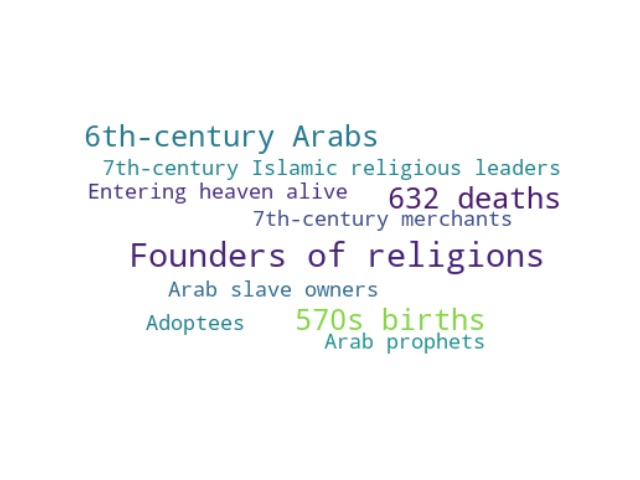 6th-century Arabs
7th-century Islamic religious leaders
Entering heaven alive
632 deaths
7th-century merchants
Founders of religions
Arab slave owners
Adoptees
570s births
Arab prophets